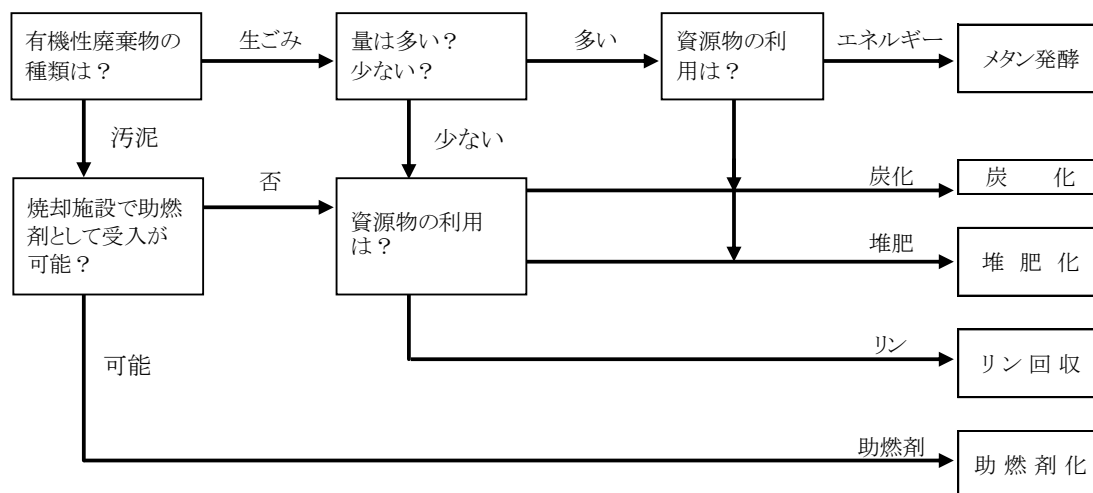 有機性廃棄物の
種類は？
生ごみ
量は多い？
少ない？
多い
資源物の利
用は？
エネルギー
メタン発酵
汚泥
少ない
焼却施設で助燃
剤として受入が
可能？
否
資源物の利用
は？
炭化
炭　化
堆肥
堆 肥 化
リン
リン回収
可能
助燃剤
助燃剤化